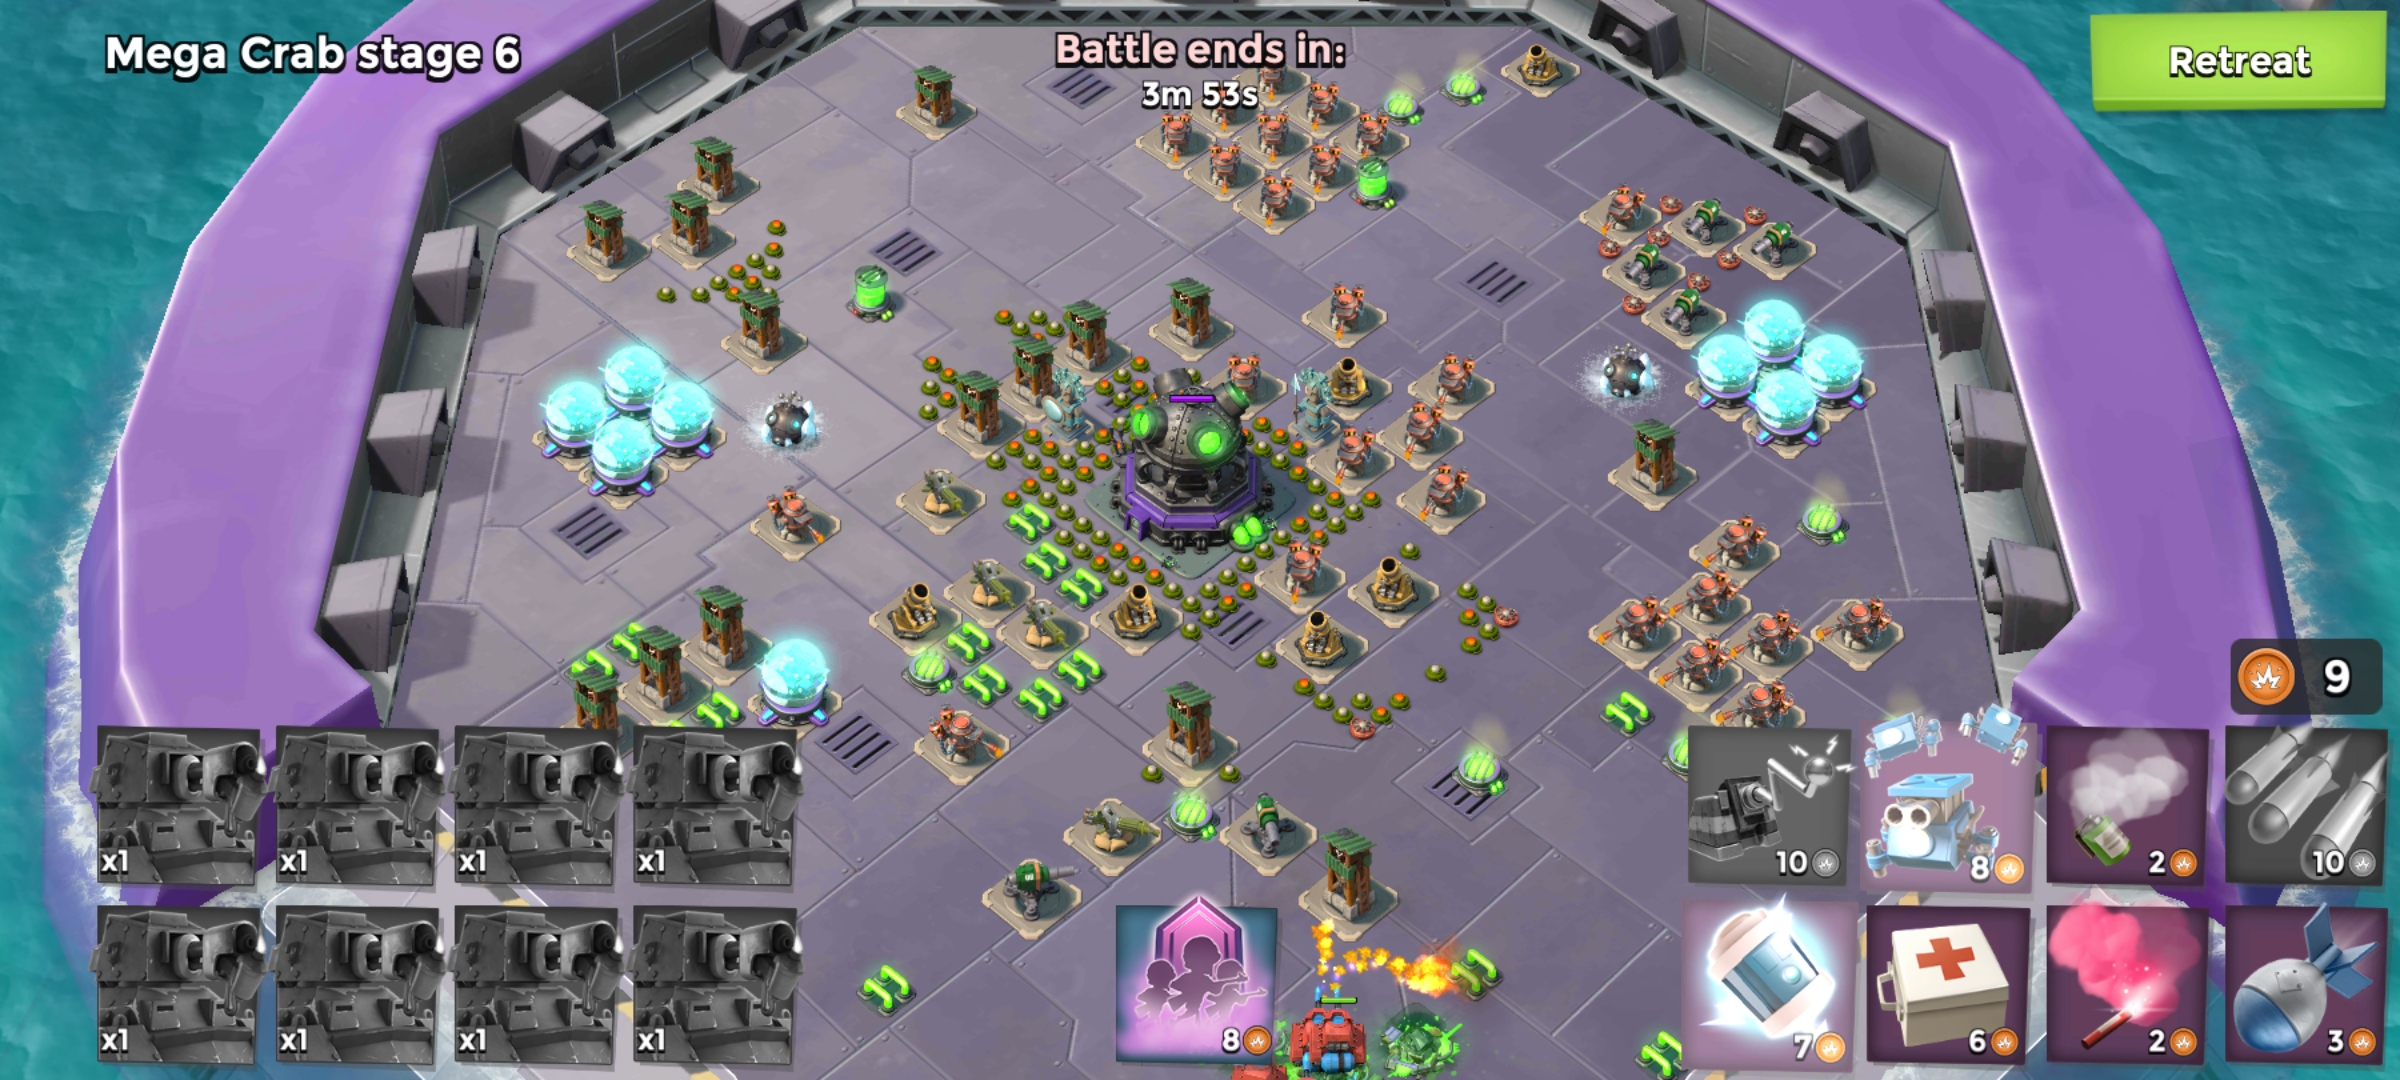 Mega Crab stage 6
Battle ends in:
3m 53s
Retreat
9
x1
x1
x1
x1
10
8
2
10
x1
x1
x1
x1
8
7
6
2
3